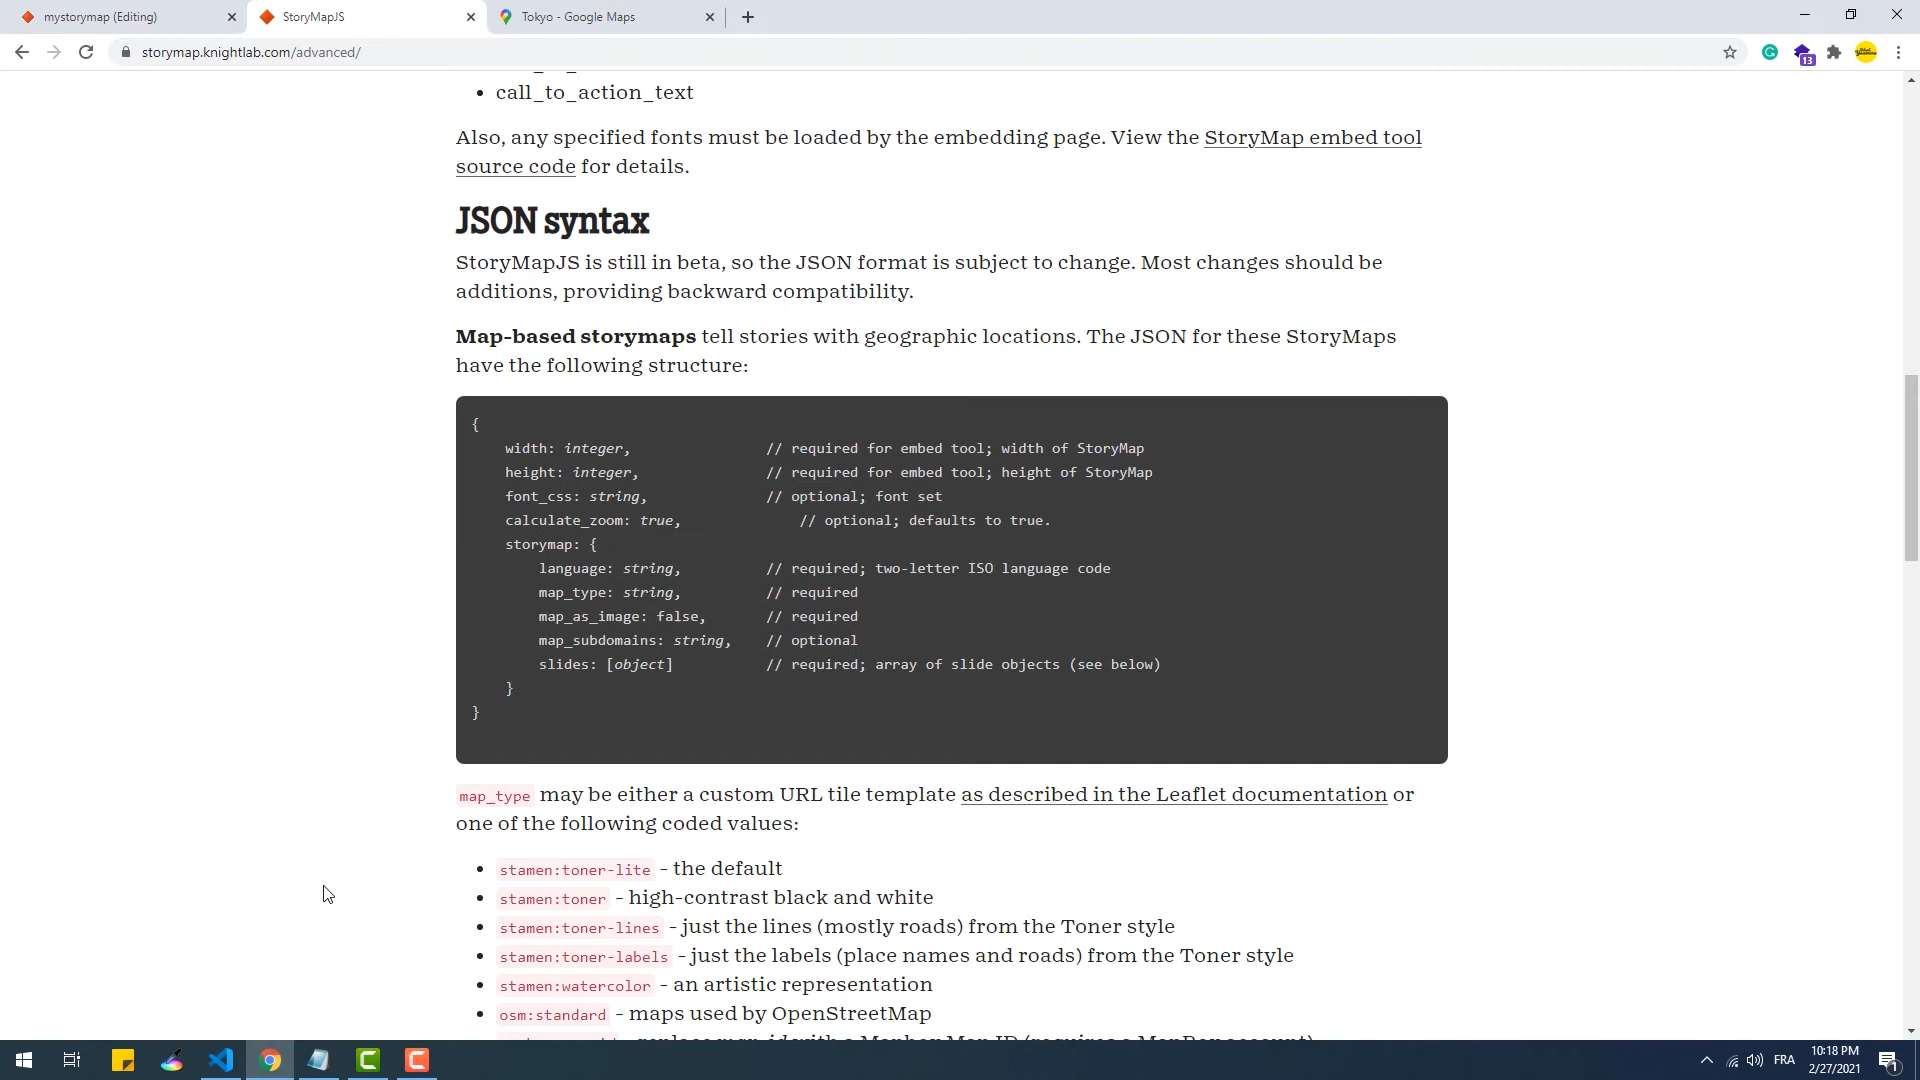 mystorymap (Editing)
StoryMapJS
Tokyo - Google Maps
storymap.knightlab.com/advanced/
13
call_to_action_text
Also, any specified fonts must be loaded by the embedding page. View the StoryMap embed tool
source code for details.
JSON syntax
StoryMapJS is still in beta, so the JSON format is subject to change. Most changes should be
additions, providing backward compatibility.
Map-based storymaps tell stories with geographic locations. The JSON for these StoryMaps
have the following structure:
{
width: integer, // required for embed tool; width of StoryMap
height: integer, // required for embed tool; height of StoryMap
font_css: string, // optional; font set
calculate_zoom: true, // optional; defaults to true.
storymap: {
language: string, // required; two-letter ISO language code
map_type: string, // required
map_as_image: false, // required
map_subdomains: string, // optional
slides: [object] // required; array of slide objects (see below)
}
}
map_type may be either a custom URL tile template as described in the Leaflet documentation or
one of the following coded values:
stamen:toner-lite - the default
stamen:toner - high-contrast black and white
stamen:toner-lines - just the lines (mostly roads) from the Toner style
stamen:toner-labels - just the labels (place names and roads) from the Toner style
stamen:watercolor - an artistic representation
osm:standard - maps used by OpenStreetMap
FRA
10:18 PM
2/27/2021
1